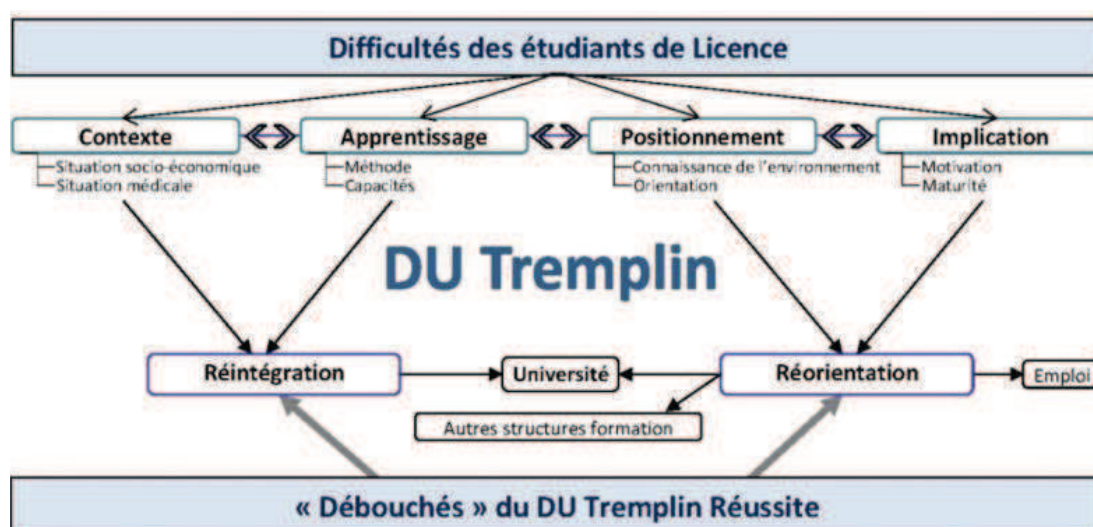 Difficultés des étudiants de Licence
Contexte
Apprentissage
Positionnement
Implication
Situation socio-économique
Situation médicale
Méthode
Capacités
Connaissance de l'environnement
Orientation
Motivation
Maturité
DU Tremplin
Réintégration
Université
Réorientation
Emploi
Autres structures formation
« Débouchés » du DU Tremplin Réussite